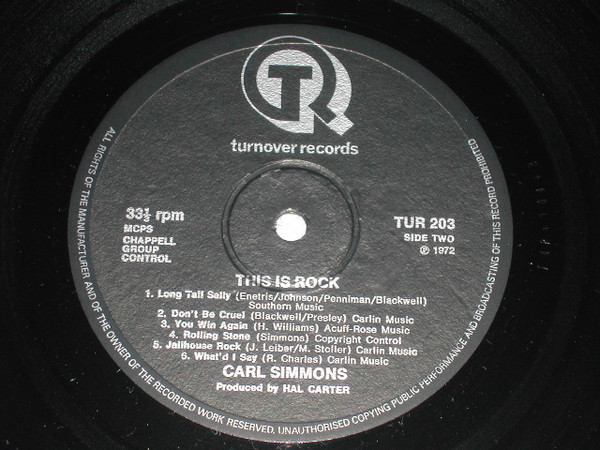 TR
turnover records
33⅓ rpm
MCPS
CHAPPELL
GROUP
CONTROL
TUR 203
SIDE TWO
℗ 1972
THIS IS ROCK
1. Long Tall Sally (Enetris/Johnson/Penniman/Blackwell)
Southern Music
2. Don't Be Cruel (Blackwell/Presley) Carlin Music
3. You Win Again (H. Williams) Acuff-Rose Music
4. Rolling Stone (Simmons) Copyright Control
5. Jailhouse Rock (J. Leiber/M. Stoller) Carlin Music
6. What'd I Say (R. Charles) Carlin Music
CARL SIMMONS
Produced by HAL CARTER
ALL RIGHTS OF THE MANUFACTURER AND OF THE OWNER OF THE RECORDED WORK RESERVED. UNAUTHORISED COPYING PUBLIC PERFORMANCE AND BROADCASTING OF THIS RECORD PROHIBITED